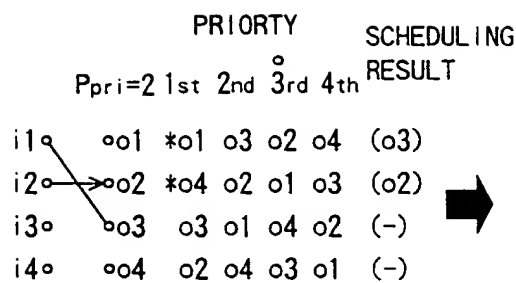 PRIORTY
SCHEDULING
RESULT
Ppri=2 1st 2nd 3rd 4th
i1 o1 *o1 o3 o2 o4 (o3)
i2 o2 *o4 o2 o1 o3 (o2)
i3 o3 o3 o1 o4 o2 (-)
i4 o4 o2 o4 o3 o1 (-)